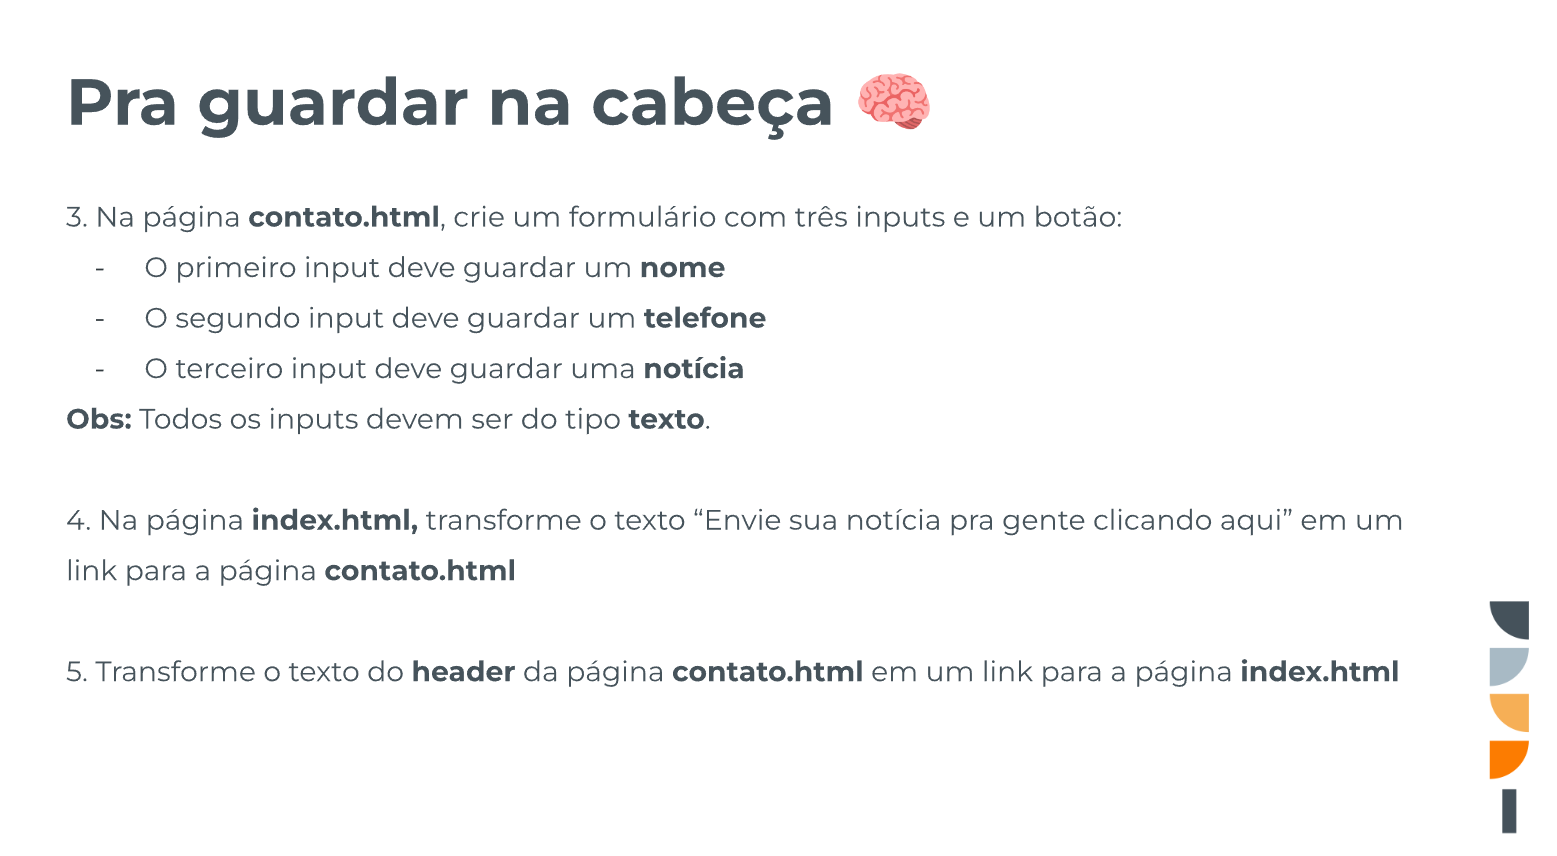 Pra guardar na cabeça 🧠
3. Na página contato.html, crie um formulário com três inputs e um botão:
- O primeiro input deve guardar um nome
- O segundo input deve guardar um telefone
- O terceiro input deve guardar uma notícia
Obs: Todos os inputs devem ser do tipo texto.
4. Na página index.html, transforme o texto “Envie sua notícia pra gente clicando aqui” em um
link para a página contato.html
5. Transforme o texto do header da página contato.html em um link para a página index.html